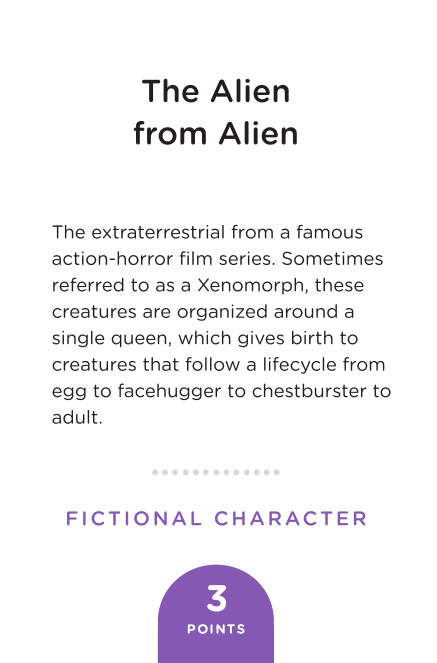 The Alien
from Alien
The extraterrestrial from a famous
action-horror film series. Sometimes
referred to as a Xenomorph, these
creatures are organized around a
single queen, which gives birth to
creatures that follow a lifecycle from
egg to facehugger to chestburster to
adult.
FICTIONAL CHARACTER
3
POINTS